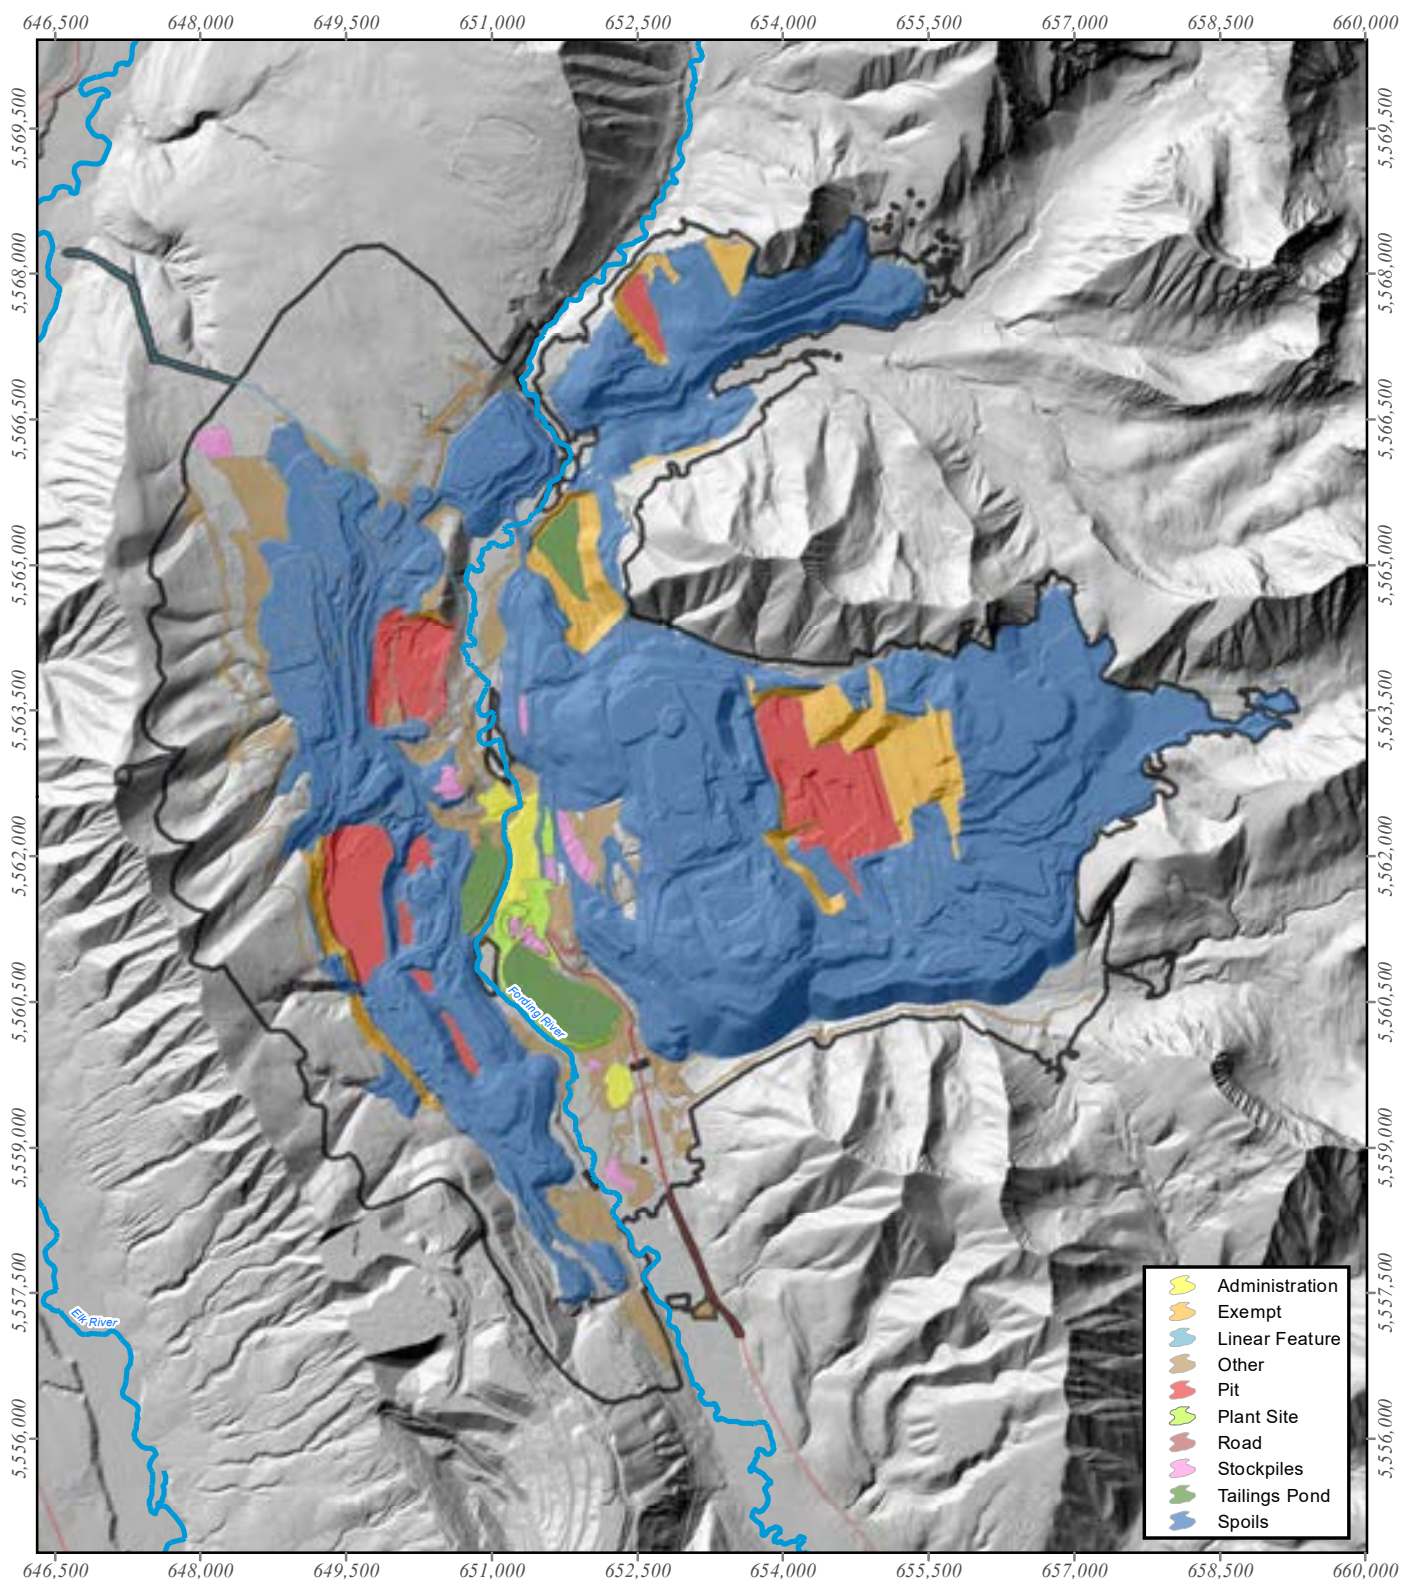 646,500 648,000 649,500 651,000 652,500 654,000 655,500 657,000 658,500 660,000
5,569,500
5,568,000
5,566,500
5,565,000
5,563,500
5,562,000
5,560,500
5,559,000
5,557,500
5,556,000
5,569,500
5,568,000
5,566,500
5,565,000
5,563,500
5,562,000
5,560,500
5,559,000
5,557,500
5,556,000
Fording River
Elk River
Administration
Exempt
Linear Feature
Other
Pit
Plant Site
Road
Stockpiles
Tailings Pond
Spoils
646,500 648,000 649,500 651,000 652,500 654,000 655,500 657,000 658,500 660,000